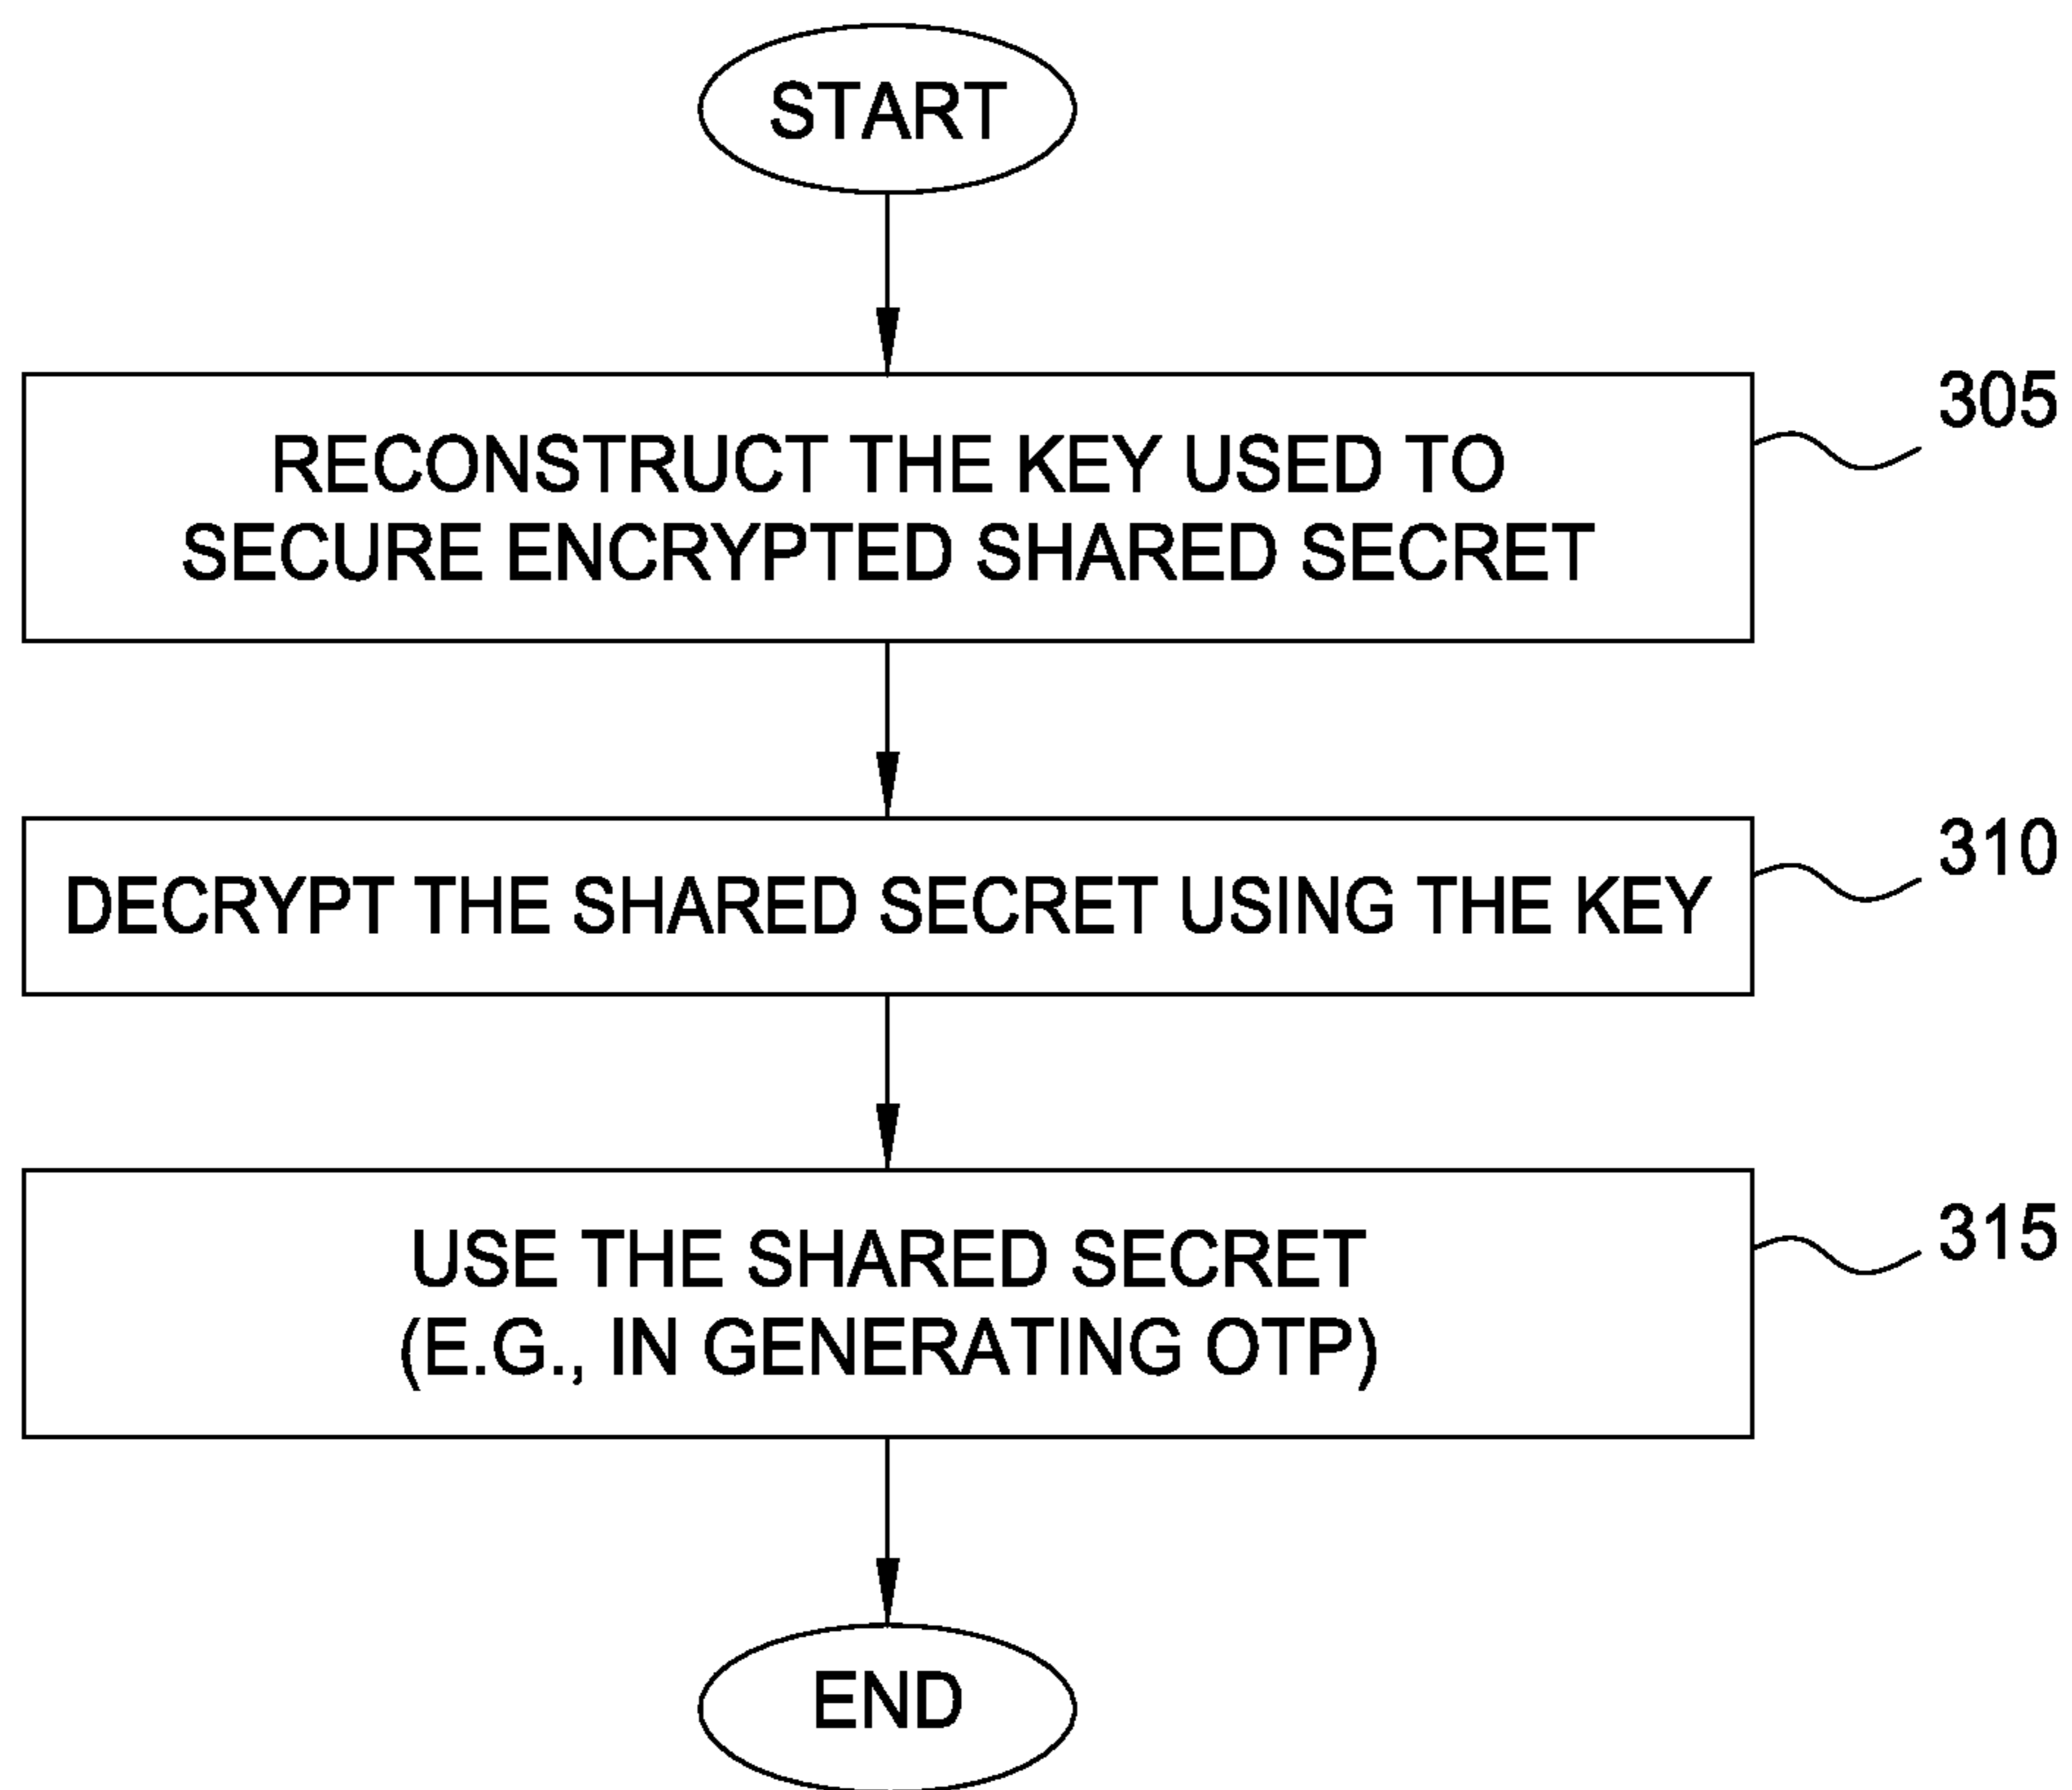 START
RECONSTRUCT THE KEY USED TO
SECURE ENCRYPTED SHARED SECRET
305
DECRYPT THE SHARED SECRET USING THE KEY
310
USE THE SHARED SECRET
(E.G., IN GENERATING OTP)
315
END